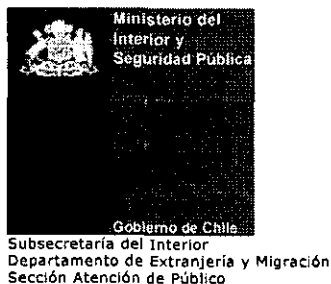 Ministerio del
Interior y
Seguridad Pública
Gobierno de Chile
Subsecretaría del Interior
Departamento de Extranjería y Migración
Sección Atención de Público